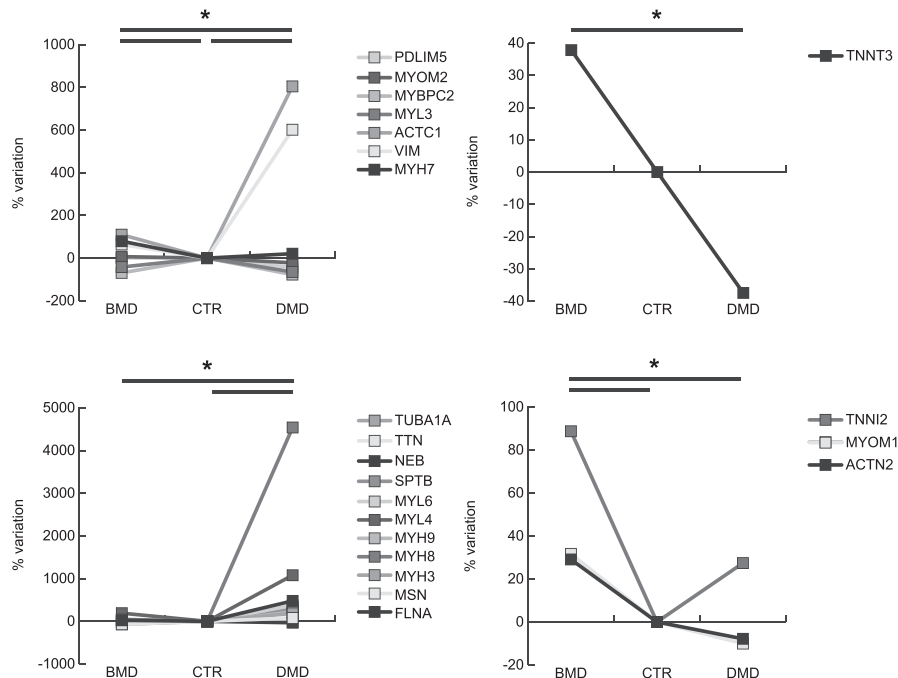 *
1000
800
600
400
200
0
-200
% variation
BMD CTR DMD
PDLIM5
MYOM2
MYBPC2
MYL3
ACTC1
VIM
MYH7
*
40
30
20
10
0
-10
-20
-30
-40
% variation
BMD CTR DMD
TNNT3
*
5000
4000
3000
2000
1000
0
-1000
% variation
BMD CTR DMD
TUBA1A
TTN
NEB
SPTB
MYL6
MYL4
MYH9
MYH8
MYH3
MSN
FLNA
*
100
80
60
40
20
0
-20
% variation
BMD CTR DMD
TNNI2
MYOM1
ACTN2